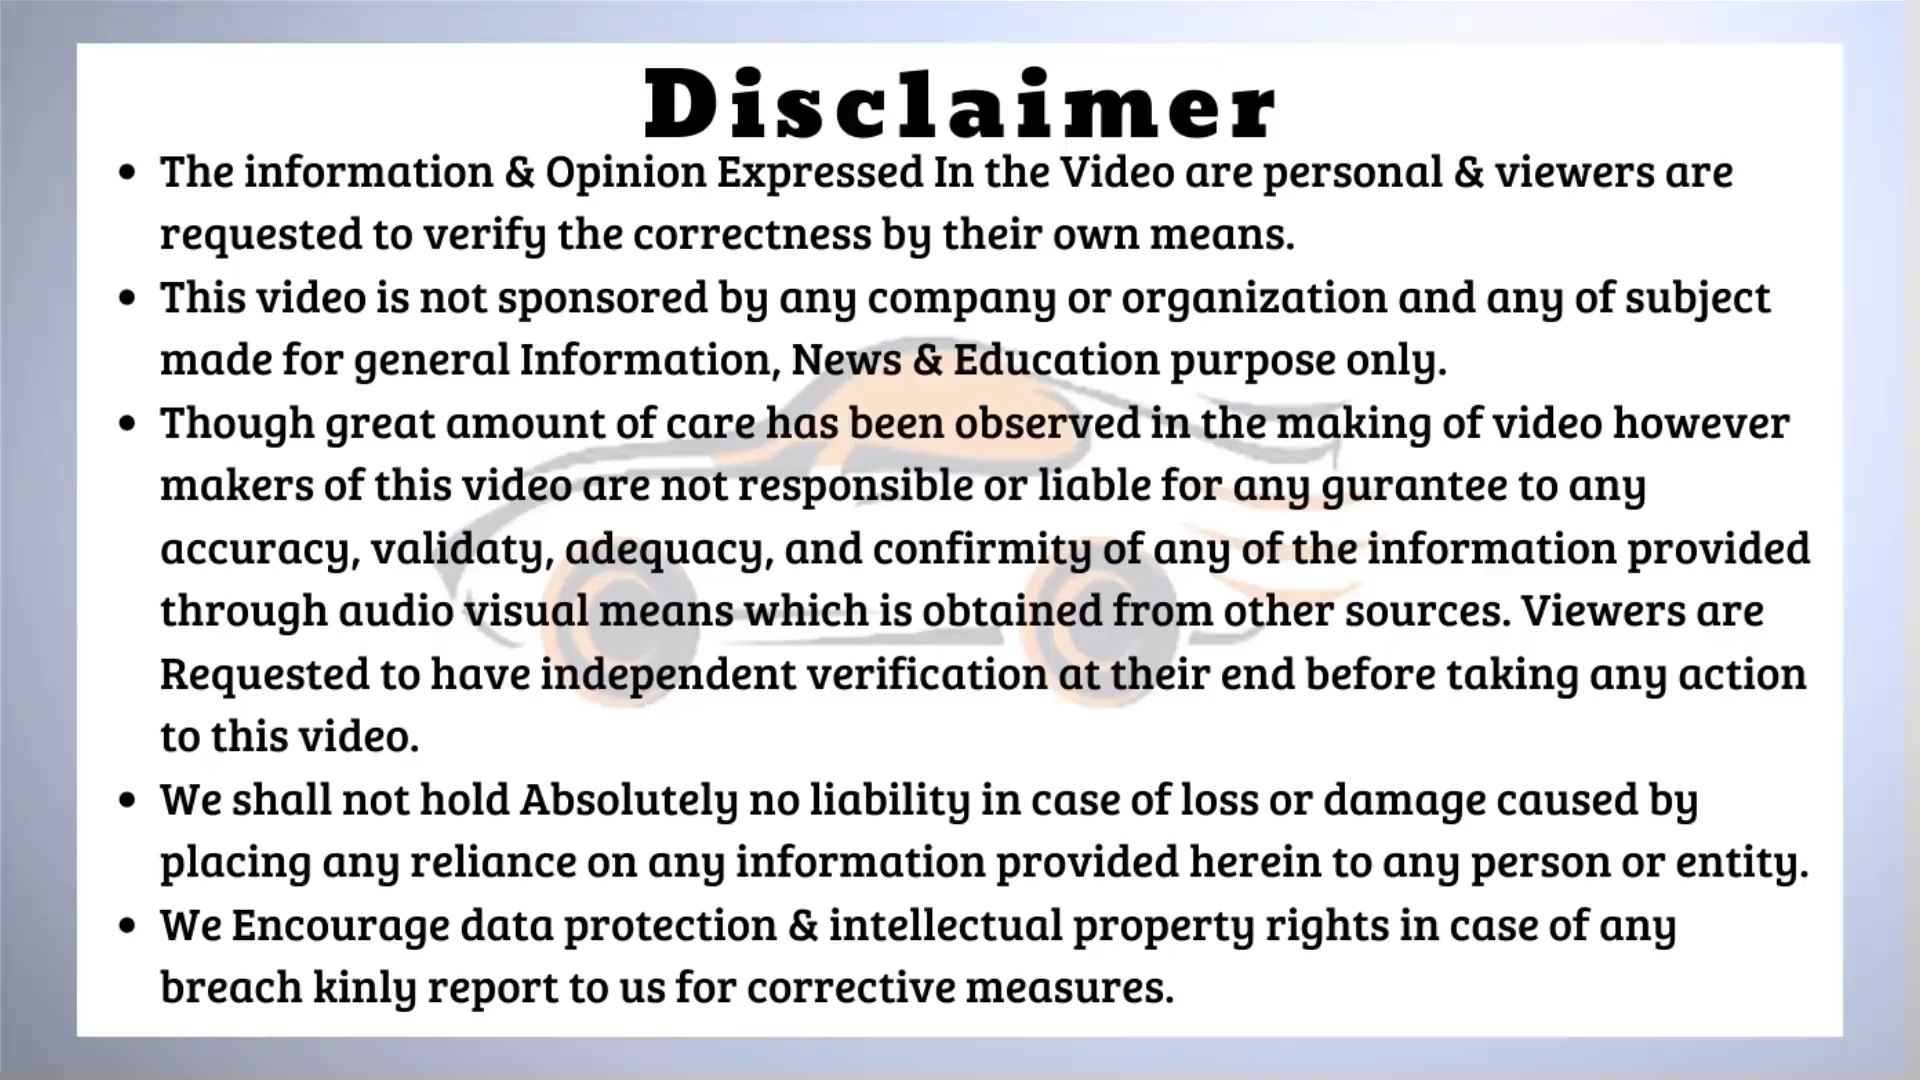 Disclaimer
• The information & Opinion Expressed In the Video are personal & viewers are
requested to verify the correctness by their own means.
• This video is not sponsored by any company or organization and any of subject
made for general Information, News & Education purpose only.
• Though great amount of care has been observed in the making of video however
makers of this video are not responsible or liable for any gurantee to any
accuracy, validaty, adequacy, and confirmity of any of the information provided
through audio visual means which is obtained from other sources. Viewers are
Requested to have independent verification at their end before taking any action
to this video.
• We shall not hold Absolutely no liability in case of loss or damage caused by
placing any reliance on any information provided herein to any person or entity.
• We Encourage data protection & intellectual property rights in case of any
breach kinly report to us for corrective measures.